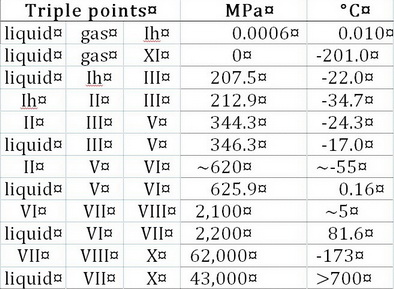 Triple points¤ MPa¤ °C¤
liquid¤ gas¤ Ih¤ 0.0006¤ 0.010¤
liquid¤ gas¤ XI¤ 0¤ -201.0¤
liquid¤ Ih¤ III¤ 207.5¤ -22.0¤
Ih¤ II¤ III¤ 212.9¤ -34.7¤
II¤ III¤ V¤ 344.3¤ -24.3¤
liquid¤ III¤ V¤ 346.3¤ -17.0¤
II¤ V¤ VI¤ ~620¤ ~-55¤
liquid¤ V¤ VI¤ 625.9¤ 0.16¤
VI¤ VII¤ VIII¤ 2,100¤ ~5¤
liquid¤ VI¤ VII¤ 2,200¤ 81.6¤
VII¤ VIII¤ X¤ 62,000¤ -173¤
liquid¤ VII¤ X¤ 43,000¤ >700¤